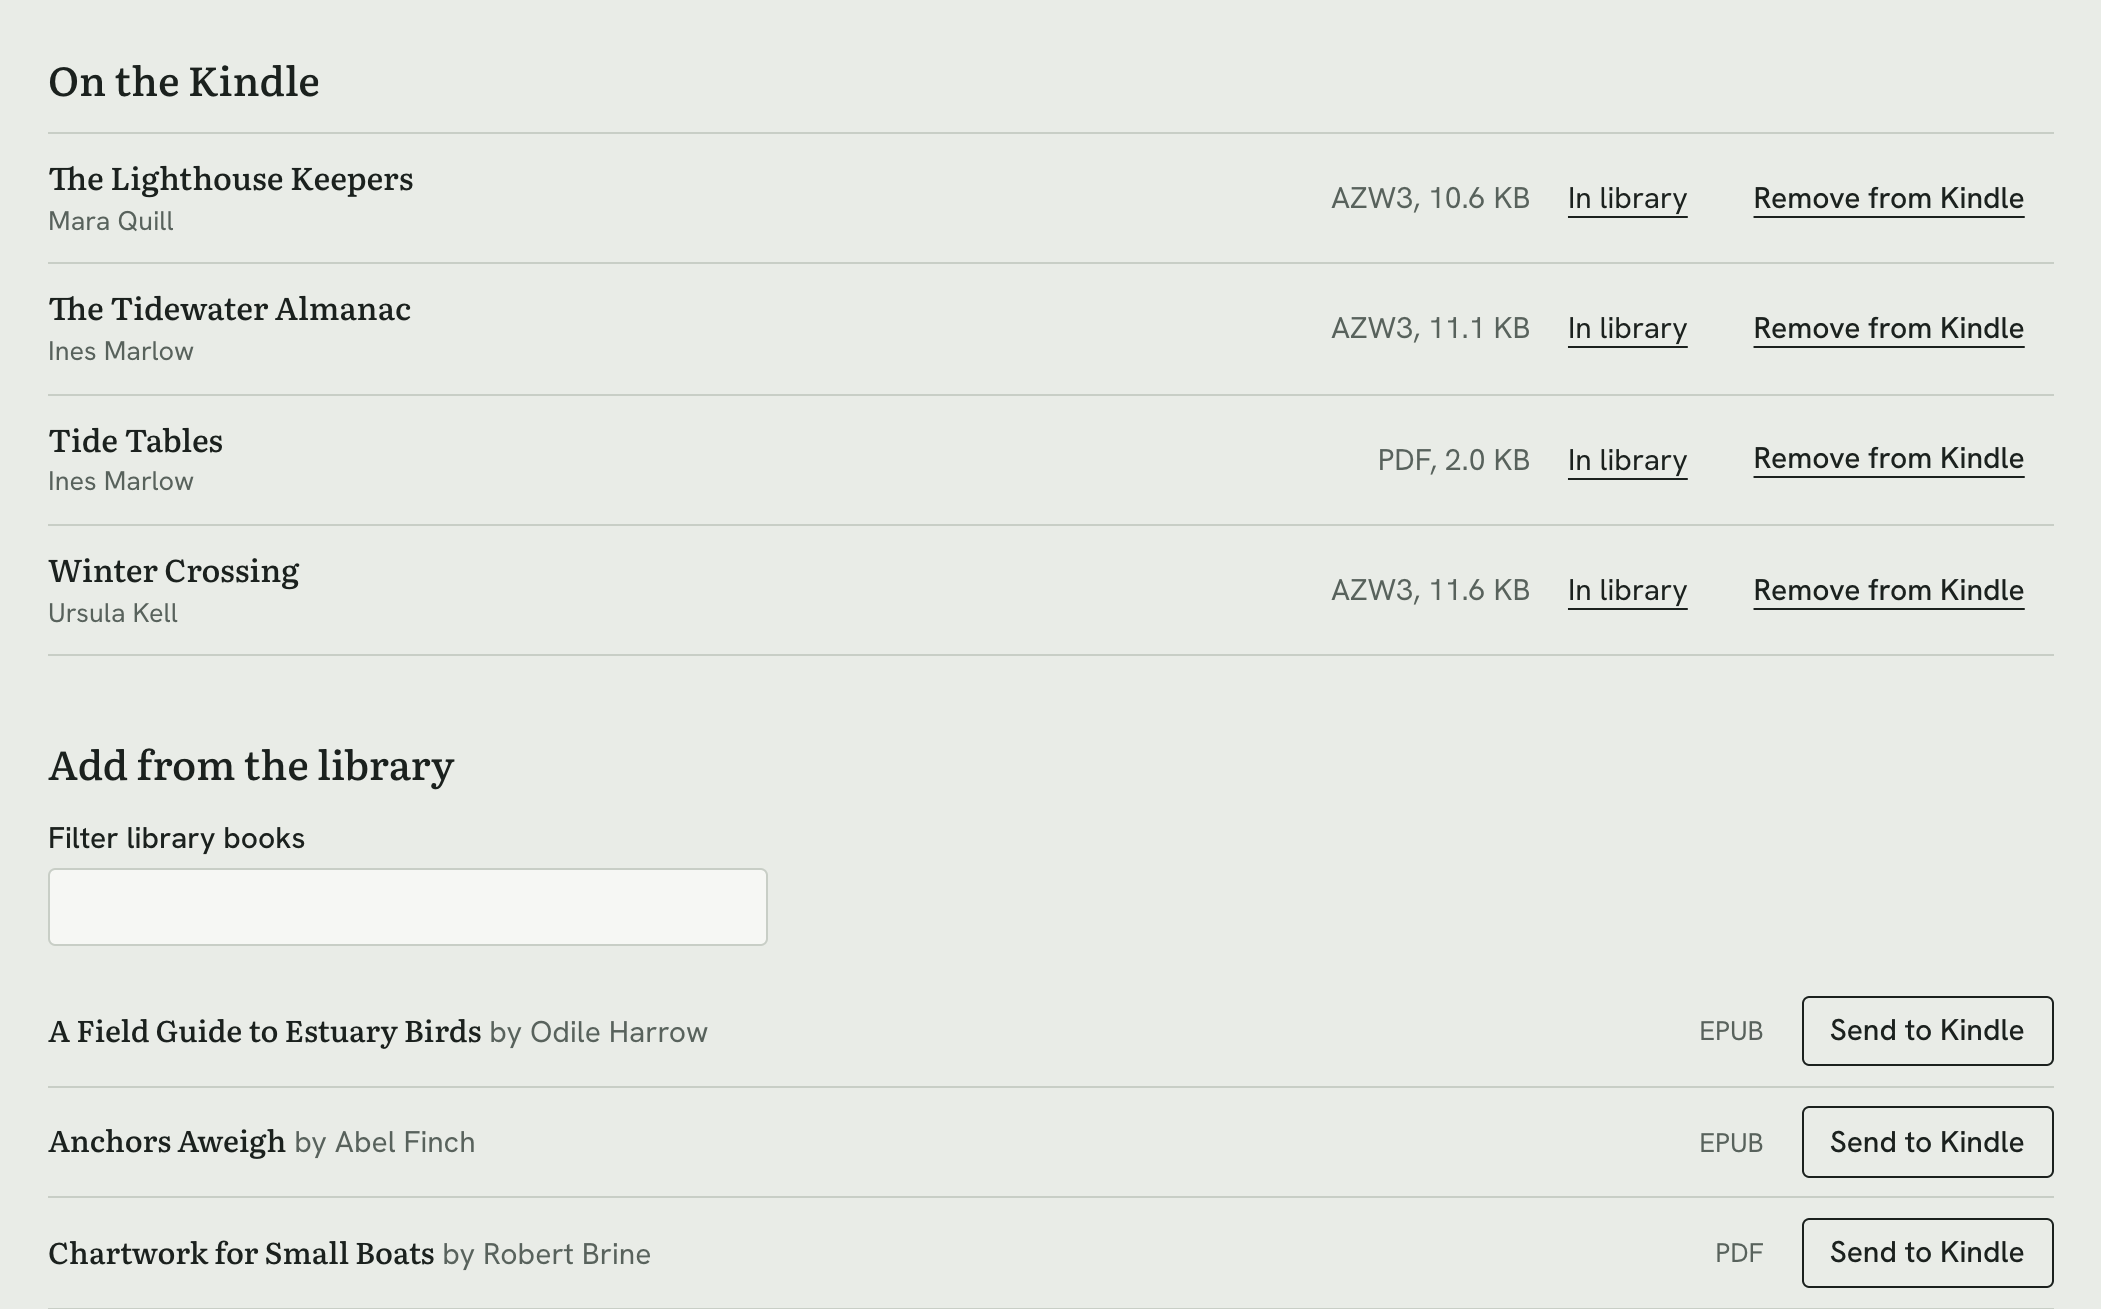 On the Kindle
The Lighthouse Keepers
Mara Quill
AZW3, 10.6 KB In library Remove from Kindle
The Tidewater Almanac
Ines Marlow
AZW3, 11.1 KB In library Remove from Kindle
Tide Tables
Ines Marlow
PDF, 2.0 KB In library Remove from Kindle
Winter Crossing
Ursula Kell
AZW3, 11.6 KB In library Remove from Kindle
Add from the library
Filter library books
A Field Guide to Estuary Birds by Odile Harrow EPUB Send to Kindle
Anchors Aweigh by Abel Finch EPUB Send to Kindle
Chartwork for Small Boats by Robert Brine PDF Send to Kindle